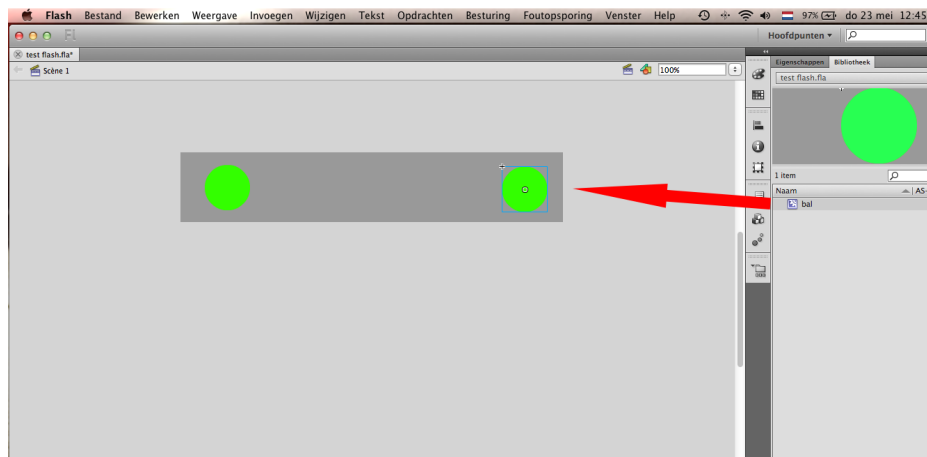 Flash Bestand Bewerken Weergave Invoegen Wijzigen Tekst Opdrachten Besturing Foutopsporing Venster Help 97% do 23 mei 12:45
Fl Hoofdpunten
test flash.fla*
Scène 1 100%
Eigenschappen Bibliotheek
test flash.fla
1 item
Naam AS-
bal